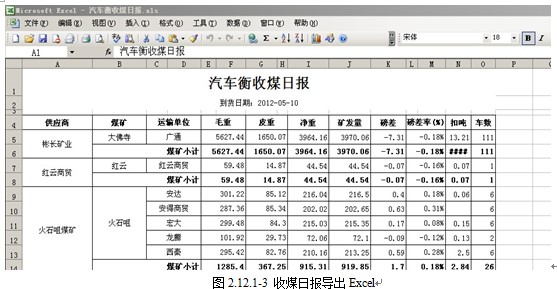 Microsoft Excel - 汽车衡收煤日报.xls
文件(F) 编辑(E) 视图(V) 插入(I) 格式(O) 工具(T) 数据(D) 窗口(W) 帮助(H)
宋体 18 B I
A1 汽车衡收煤日报
A B C D E F G H I J K L M N O P Q
1 汽车衡收煤日报
2 到货日期: 2012-05-10
3
4 供应商 煤矿 运输单位 毛重 皮重 净重 矿发量 磅差 磅差率(%) 扣吨 车数
5 彬长矿业 大佛寺 广通 5627.44 1650.07 3964.16 3970.06 -7.31 -0.18% 13.21 111
6 煤矿小计 5627.44 1650.07 3964.16 3970.06 -7.31 -0.18% #### 111
7 红云商贸 红云 红云商贸 59.48 14.87 44.54 44.54 -0.07 -0.16% 0.07 1
8 煤矿小计 59.48 14.87 44.54 44.54 -0.07 -0.16% 0.07 1
9 火石咀煤矿 火石咀 安达 301.22 85.12 216.04 216.5 0.4 0.18% 0.06 6
10 安得商贸 287.36 85.34 202.02 202.65 0.63 0.31% 6
11 宏大 299.48 84.3 215.03 215.35 0.17 0.08% 0.15 6
12 龙熙 101.92 29.73 72.06 72.1 -0.09 -0.12% 0.13 2
13 西秦 295.42 82.76 210.16 213.25 0.59 0.28% 2.5 6
14 煤矿小计 1285.4 367.25 915.31 919.85 1.7 0.18% 2.84 26
图 2.12.1-3 收煤日报导出 Excel